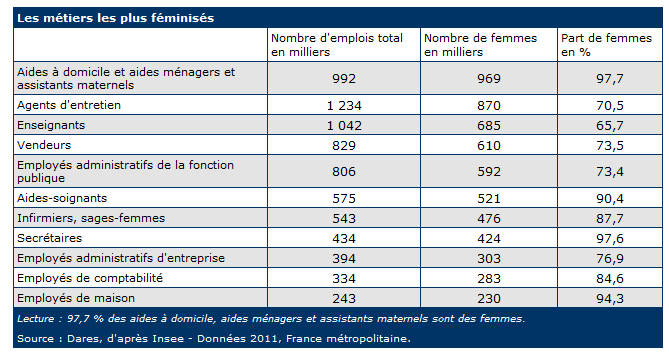 Les métiers les plus féminisés
Nombre d'emplois total en milliers Nombre de femmes en milliers Part de femmes en %
Aides à domicile et aides ménagers et assistants maternels 992 969 97,7
Agents d'entretien 1 234 870 70,5
Enseignants 1 042 685 65,7
Vendeurs 829 610 73,5
Employés administratifs de la fonction publique 806 592 73,4
Aides-soignants 575 521 90,4
Infirmiers, sages-femmes 543 476 87,7
Secrétaires 434 424 97,6
Employés administratifs d'entreprise 394 303 76,9
Employés de comptabilité 334 283 84,6
Employés de maison 243 230 94,3
Lecture : 97,7 % des aides à domicile, aides ménagers et assistants maternels sont des femmes.
Source : Dares, d'après Insee - Données 2011, France métropolitaine.